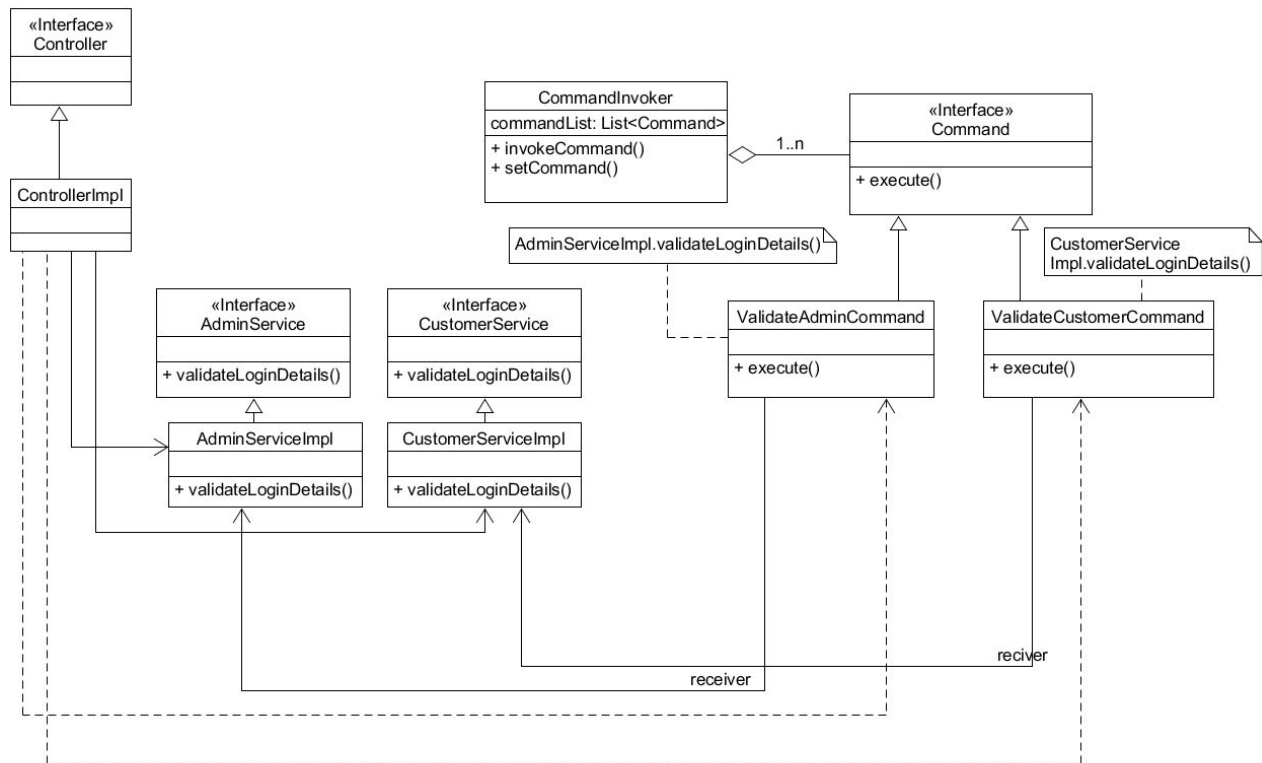 «Interface»
Controller
ControllerImpl
CommandInvoker
commandList: List<Command>
+ invokeCommand()
+ setCommand()
1..n
«Interface»
Command
+ execute()
AdminServiceImpl.validateLoginDetails()
CustomerService
Impl.validateLoginDetails()
«Interface»
AdminService
+ validateLoginDetails()
«Interface»
CustomerService
+ validateLoginDetails()
ValidateAdminCommand
+ execute()
ValidateCustomerCommand
+ execute()
AdminServiceImpl
+ validateLoginDetails()
CustomerServiceImpl
+ validateLoginDetails()
reciver
receiver